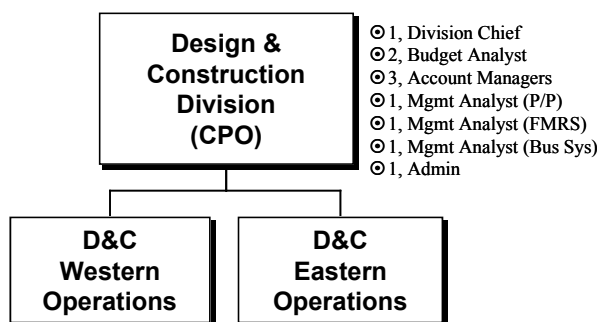 Design &
Construction
Division
(CPO)
⊙ 1, Division Chief
⊙ 2, Budget Analyst
⊙ 3, Account Managers
⊙ 1, Mgmt Analyst (P/P)
⊙ 1, Mgmt Analyst (FMRS)
⊙ 1, Mgmt Analyst (Bus Sys)
⊙ 1, Admin
D&C
Western
Operations
D&C
Eastern
Operations